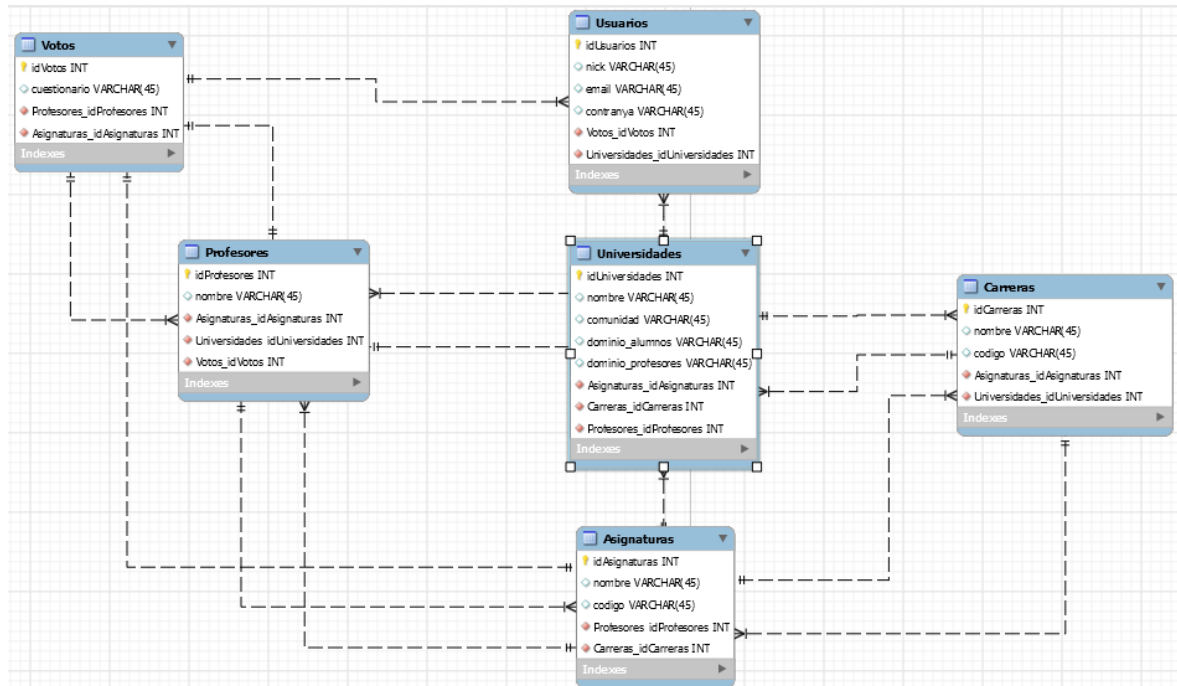 Votos
idVotos INT
cuestionario VARCHAR(45)
Profesores_idProfesores INT
Asignaturas_idAsignaturas INT
Indexes
Usuarios
idUsuarios INT
nick VARCHAR(45)
email VARCHAR(45)
contranya VARCHAR(45)
Votos_idVotos INT
Universidades_idUniversidades INT
Indexes
Profesores
idProfesores INT
nombre VARCHAR(45)
Asignaturas_idAsignaturas INT
Universidades_idUniversidades INT
Votos_idVotos INT
Indexes
Universidades
idUniversidades INT
nombre VARCHAR(45)
comunidad VARCHAR(45)
dominio_alumnos VARCHAR(45)
dominio_profesores VARCHAR(45)
Asignaturas_idAsignaturas INT
Carreras_idCarreras INT
Profesores_idProfesores INT
Indexes
Carreras
idCarreras INT
nombre VARCHAR(45)
codigo VARCHAR(45)
Asignaturas_idAsignaturas INT
Universidades_idUniversidades INT
Indexes
Asignaturas
idAsignaturas INT
nombre VARCHAR(45)
codigo VARCHAR(45)
Profesores_idProfesores INT
Carreras_idCarreras INT
Indexes